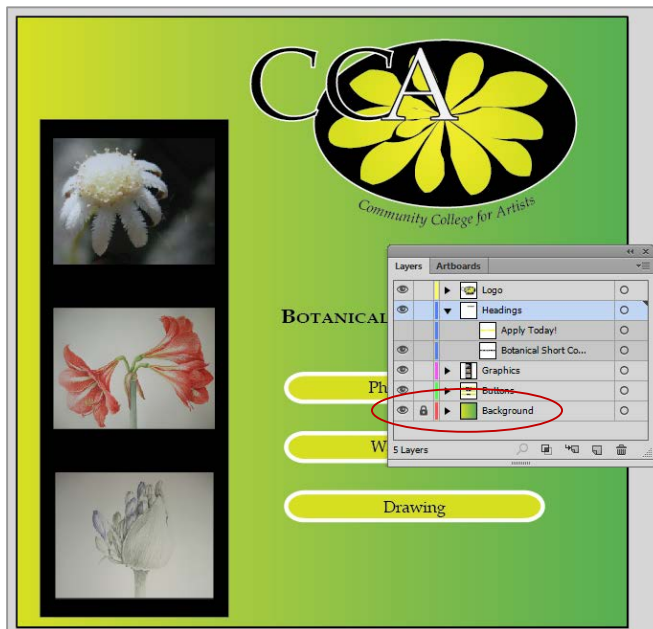 CCA
Community College for Artists
BOTANICAL
Ph
W
Drawing
Layers Artboards
Logo
Headings
Apply Today!
Botanical Short Co...
Graphics
Buttons
Background
5 Layers